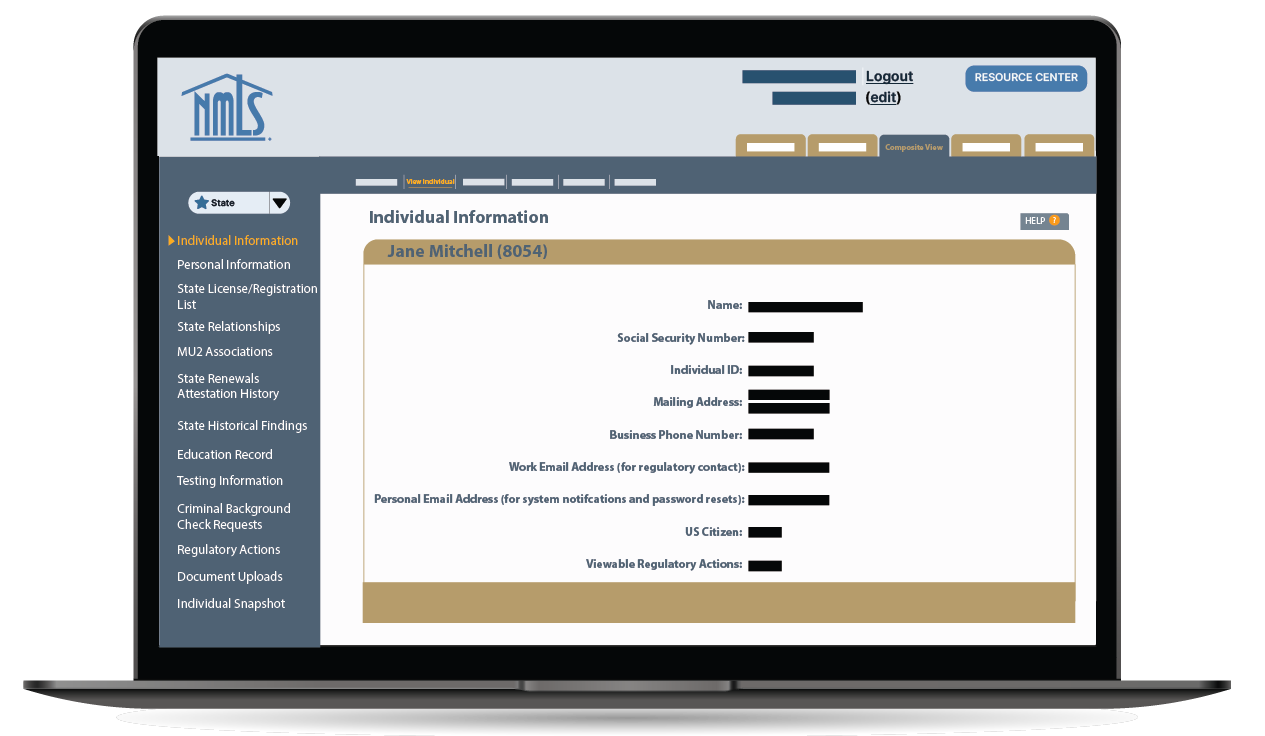 NMLS
Logout
(edit)
RESOURCE CENTER
Composite View
View Individual
State
Individual Information
Personal Information
State License/Registration
List
State Relationships
MU2 Associations
State Renewals
Attestation History
State Historical Findings
Education Record
Testing Information
Criminal Background
Check Requests
Regulatory Actions
Document Uploads
Individual Snapshot
Individual Information
HELP ?
Jane Mitchell (8054)
Name:
Social Security Number:
Individual ID:
Mailing Address:
Business Phone Number:
Work Email Address (for regulatory contact):
Personal Email Address (for system notifcations and password resets):
US Citizen:
Viewable Regulatory Actions: